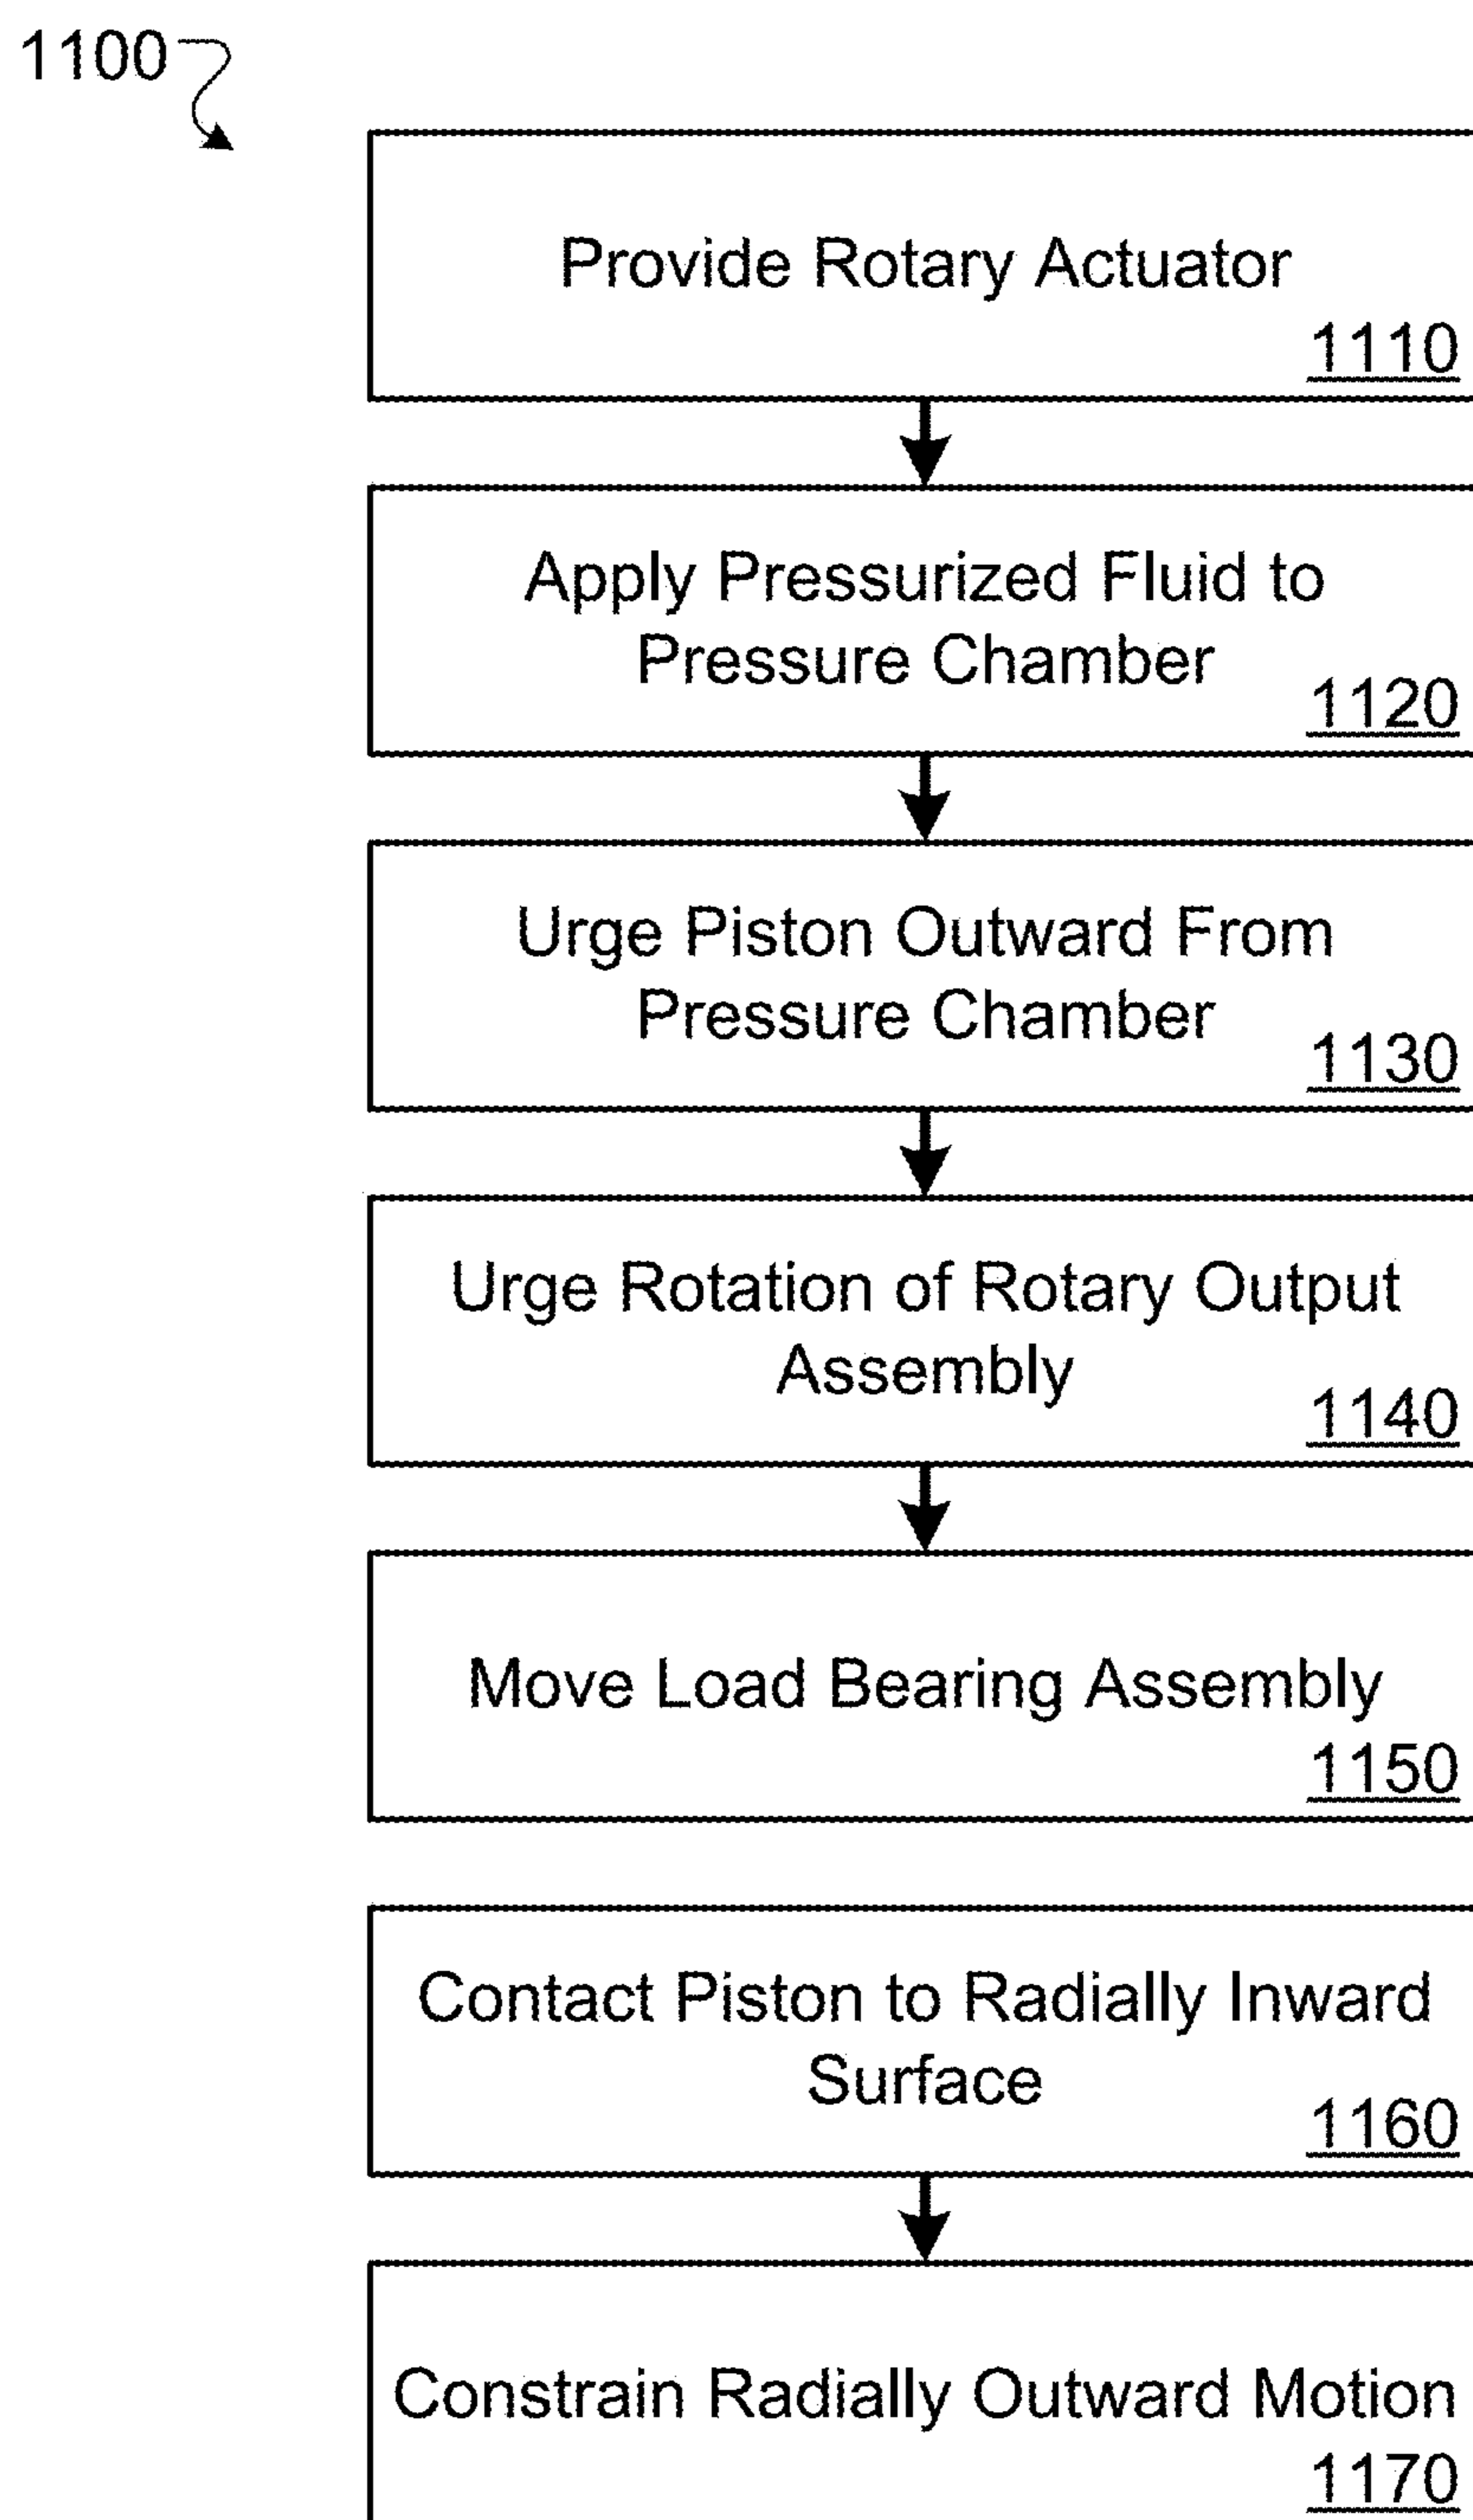 1100
Provide Rotary Actuator
1110
Apply Pressurized Fluid to
Pressure Chamber
1120
Urge Piston Outward From
Pressure Chamber
1130
Urge Rotation of Rotary Output
Assembly
1140
Move Load Bearing Assembly
1150
Contact Piston to Radially Inward
Surface
1160
Constrain Radially Outward Motion
1170